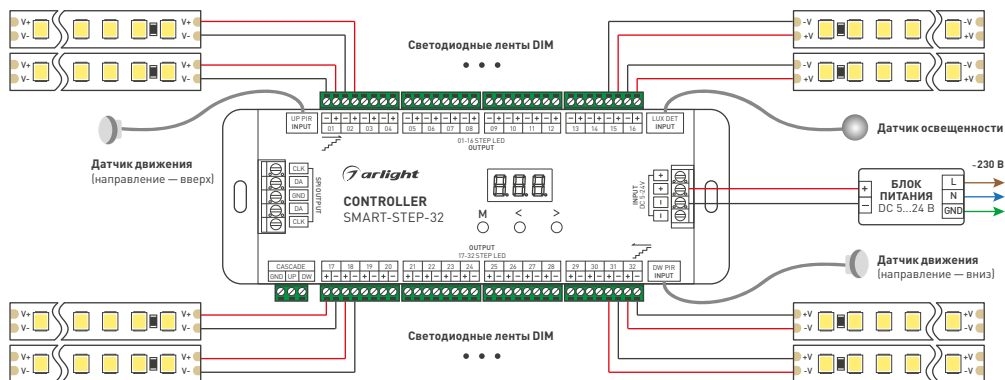 V+ V+
V- V-
V+ V+
V- V-
Светодиодные ленты DIM
• • •
-V -V
+V +V
-V -V
+V +V
UP PIR
INPUT
- + - + - + - +
01 02 03 04
- + - + - + - +
05 06 07 08
- + - + - + - +
09 10 11 12
- + - + - + - +
13 14 15 16
LUX DET
INPUT
01-16 STEP LED
OUTPUT
Датчик движения
(направление — вверх)
Датчик освещенности
CLK
DA
GND
DA
CLK
SPI OUTPUT
arlight
CONTROLLER
SMART-STEP-32
888
M < >
INPUT
DC 5-24V
+
+
–
–
+
–
БЛОК
ПИТАНИЯ
DC 5...24 В
L
N
GND
~230 В
OUTPUT
17-32 STEP LED
CASCADE
GND UP DW
17 18 19 20
+ - + - + - + -
21 22 23 24
+ - + - + - + -
25 26 27 28
+ - + - + - + -
29 30 31 32
+ - + - + - + -
DW PIR
INPUT
Датчик движения
(направление — вниз)
V+ V+
V- V-
V+ V+
V- V-
Светодиодные ленты DIM
• • •
+V +V
-V -V
+V +V
-V -V